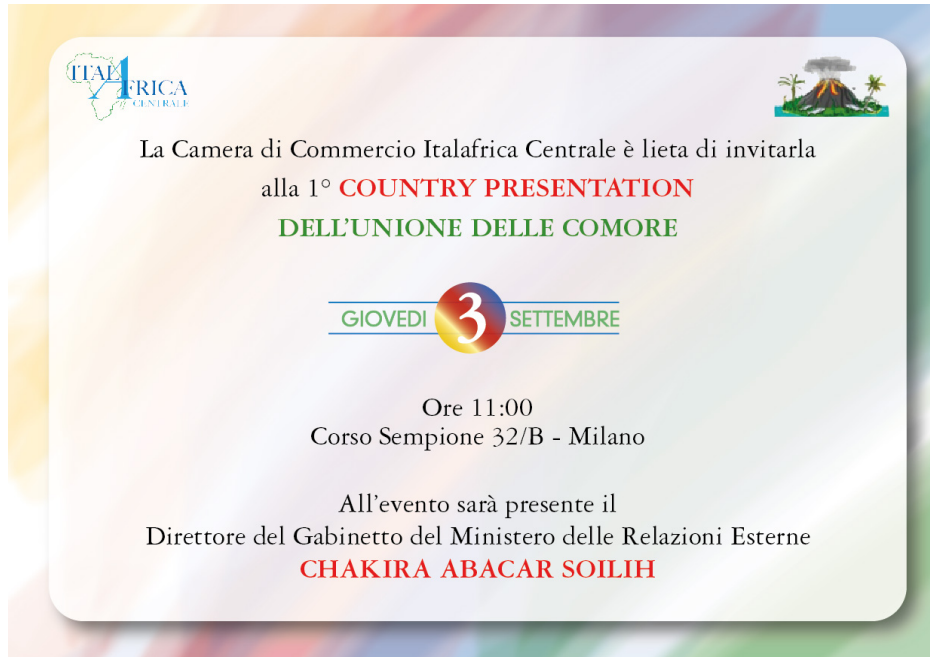 ITALAFRICA
CENTRALE
La Camera di Commercio Italafrica Centrale è lieta di invitarla
alla 1° COUNTRY PRESENTATION
DELL'UNIONE DELLE COMORE
GIOVEDI 3 SETTEMBRE
Ore 11:00
Corso Sempione 32/B - Milano
All'evento sarà presente il
Direttore del Gabinetto del Ministero delle Relazioni Esterne
CHAKIRA ABACAR SOILIH